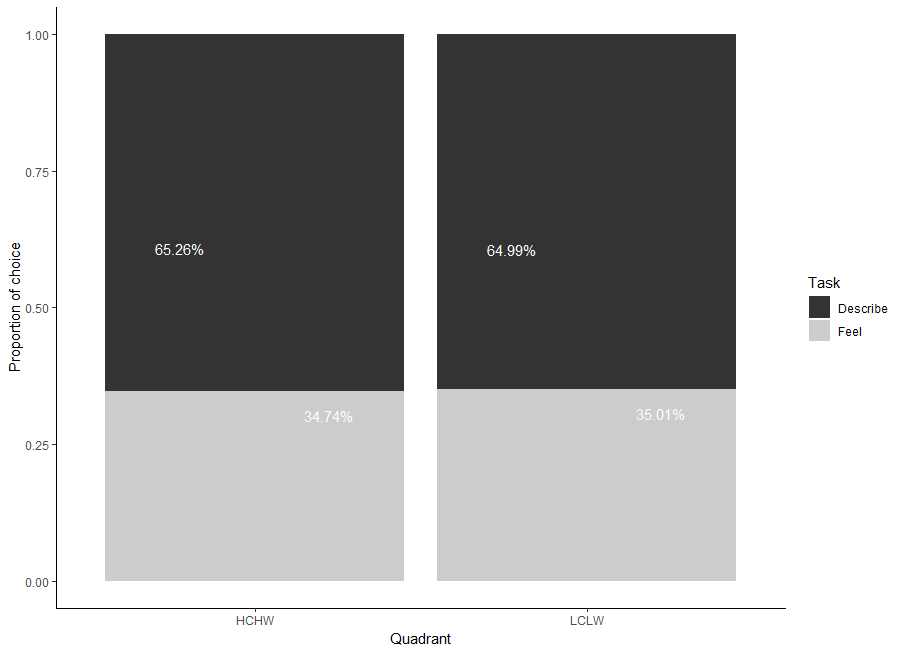 1.00
0.75
0.50
0.25
0.00
Proportion of choice
65.26%
64.99%
34.74%
35.01%
HCHW
LCLW
Quadrant
Task
Describe
Feel